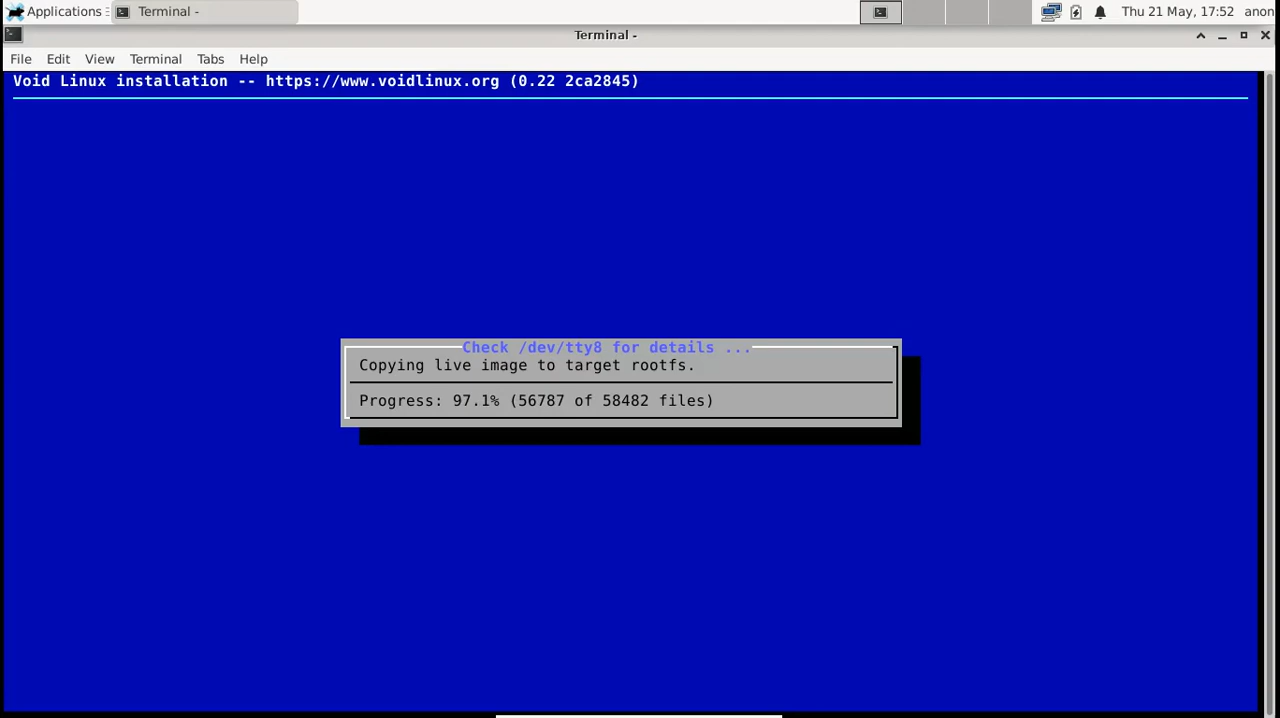 Applications Terminal - Thu 21 May, 17:52 anon
Terminal -
File Edit View Terminal Tabs Help
Void Linux installation -- https://www.voidlinux.org (0.22 2ca2845)
Check /dev/tty8 for details ...
Copying live image to target rootfs.
Progress: 97.1% (56787 of 58482 files)